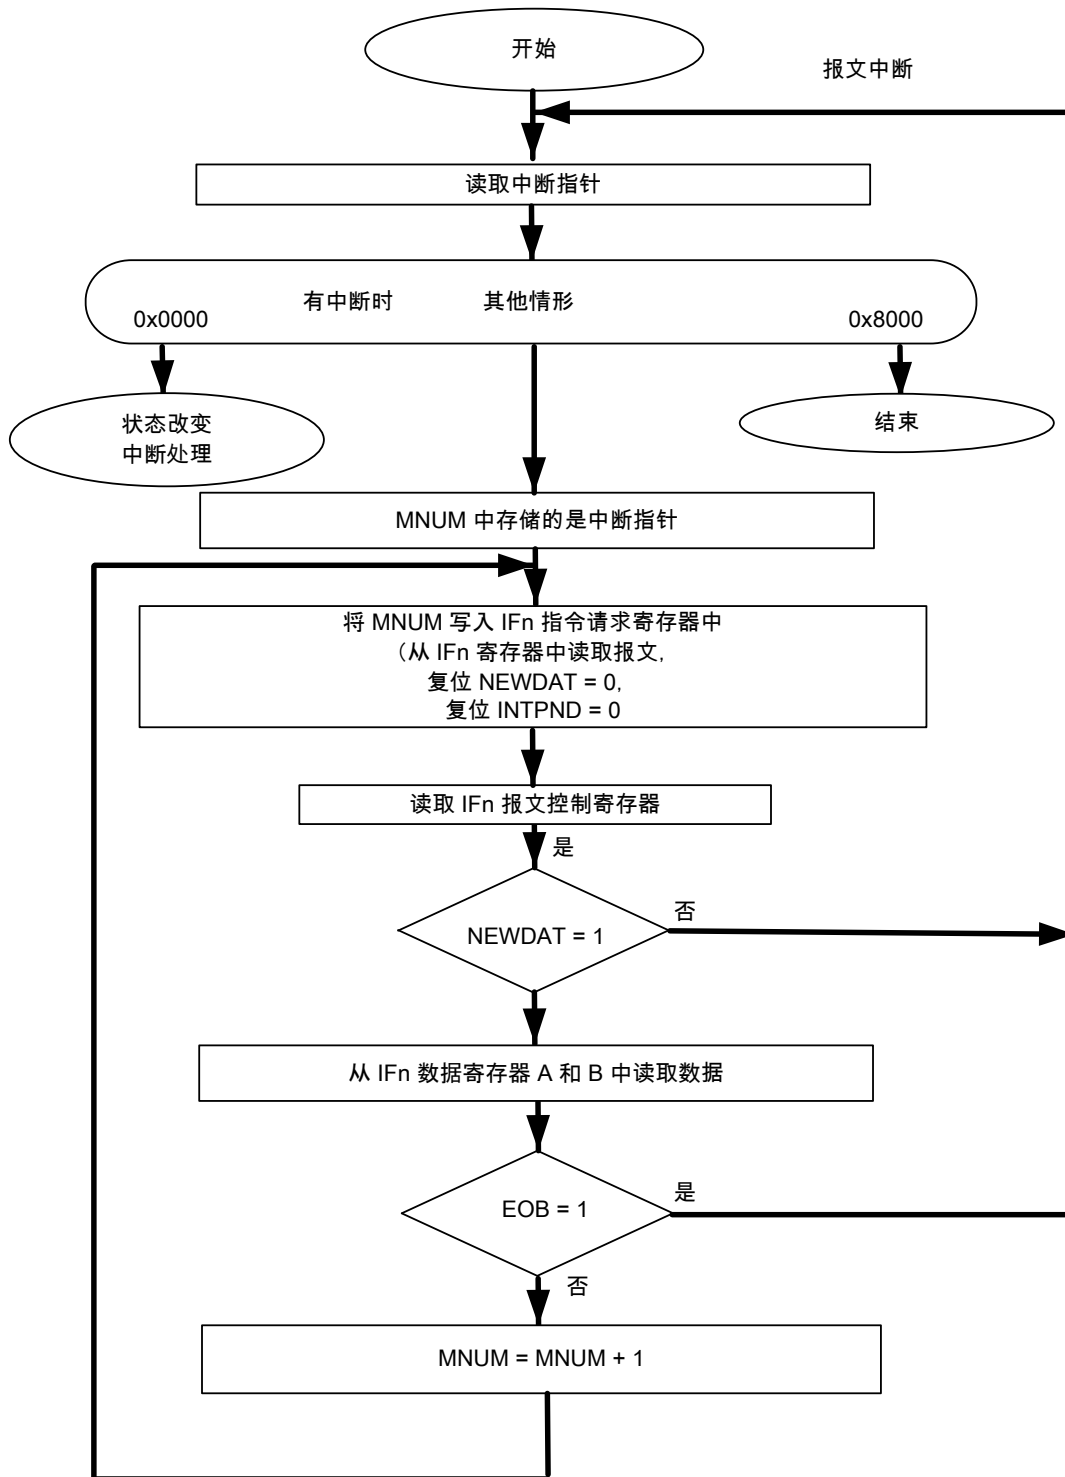 开始
报文中断
读取中断指针
有中断时 其他情形
0x0000 0x8000
状态改变
中断处理
结束
MNUM 中存储的是中断指针
将 MNUM 写入 IFn 指令请求寄存器中
（从 IFn 寄存器中读取报文,
复位 NEWDAT = 0,
复位 INTPND = 0
读取 IFn 报文控制寄存器
是
否
NEWDAT = 1
从 IFn 数据寄存器 A 和 B 中读取数据
是
EOB = 1
否
MNUM = MNUM + 1